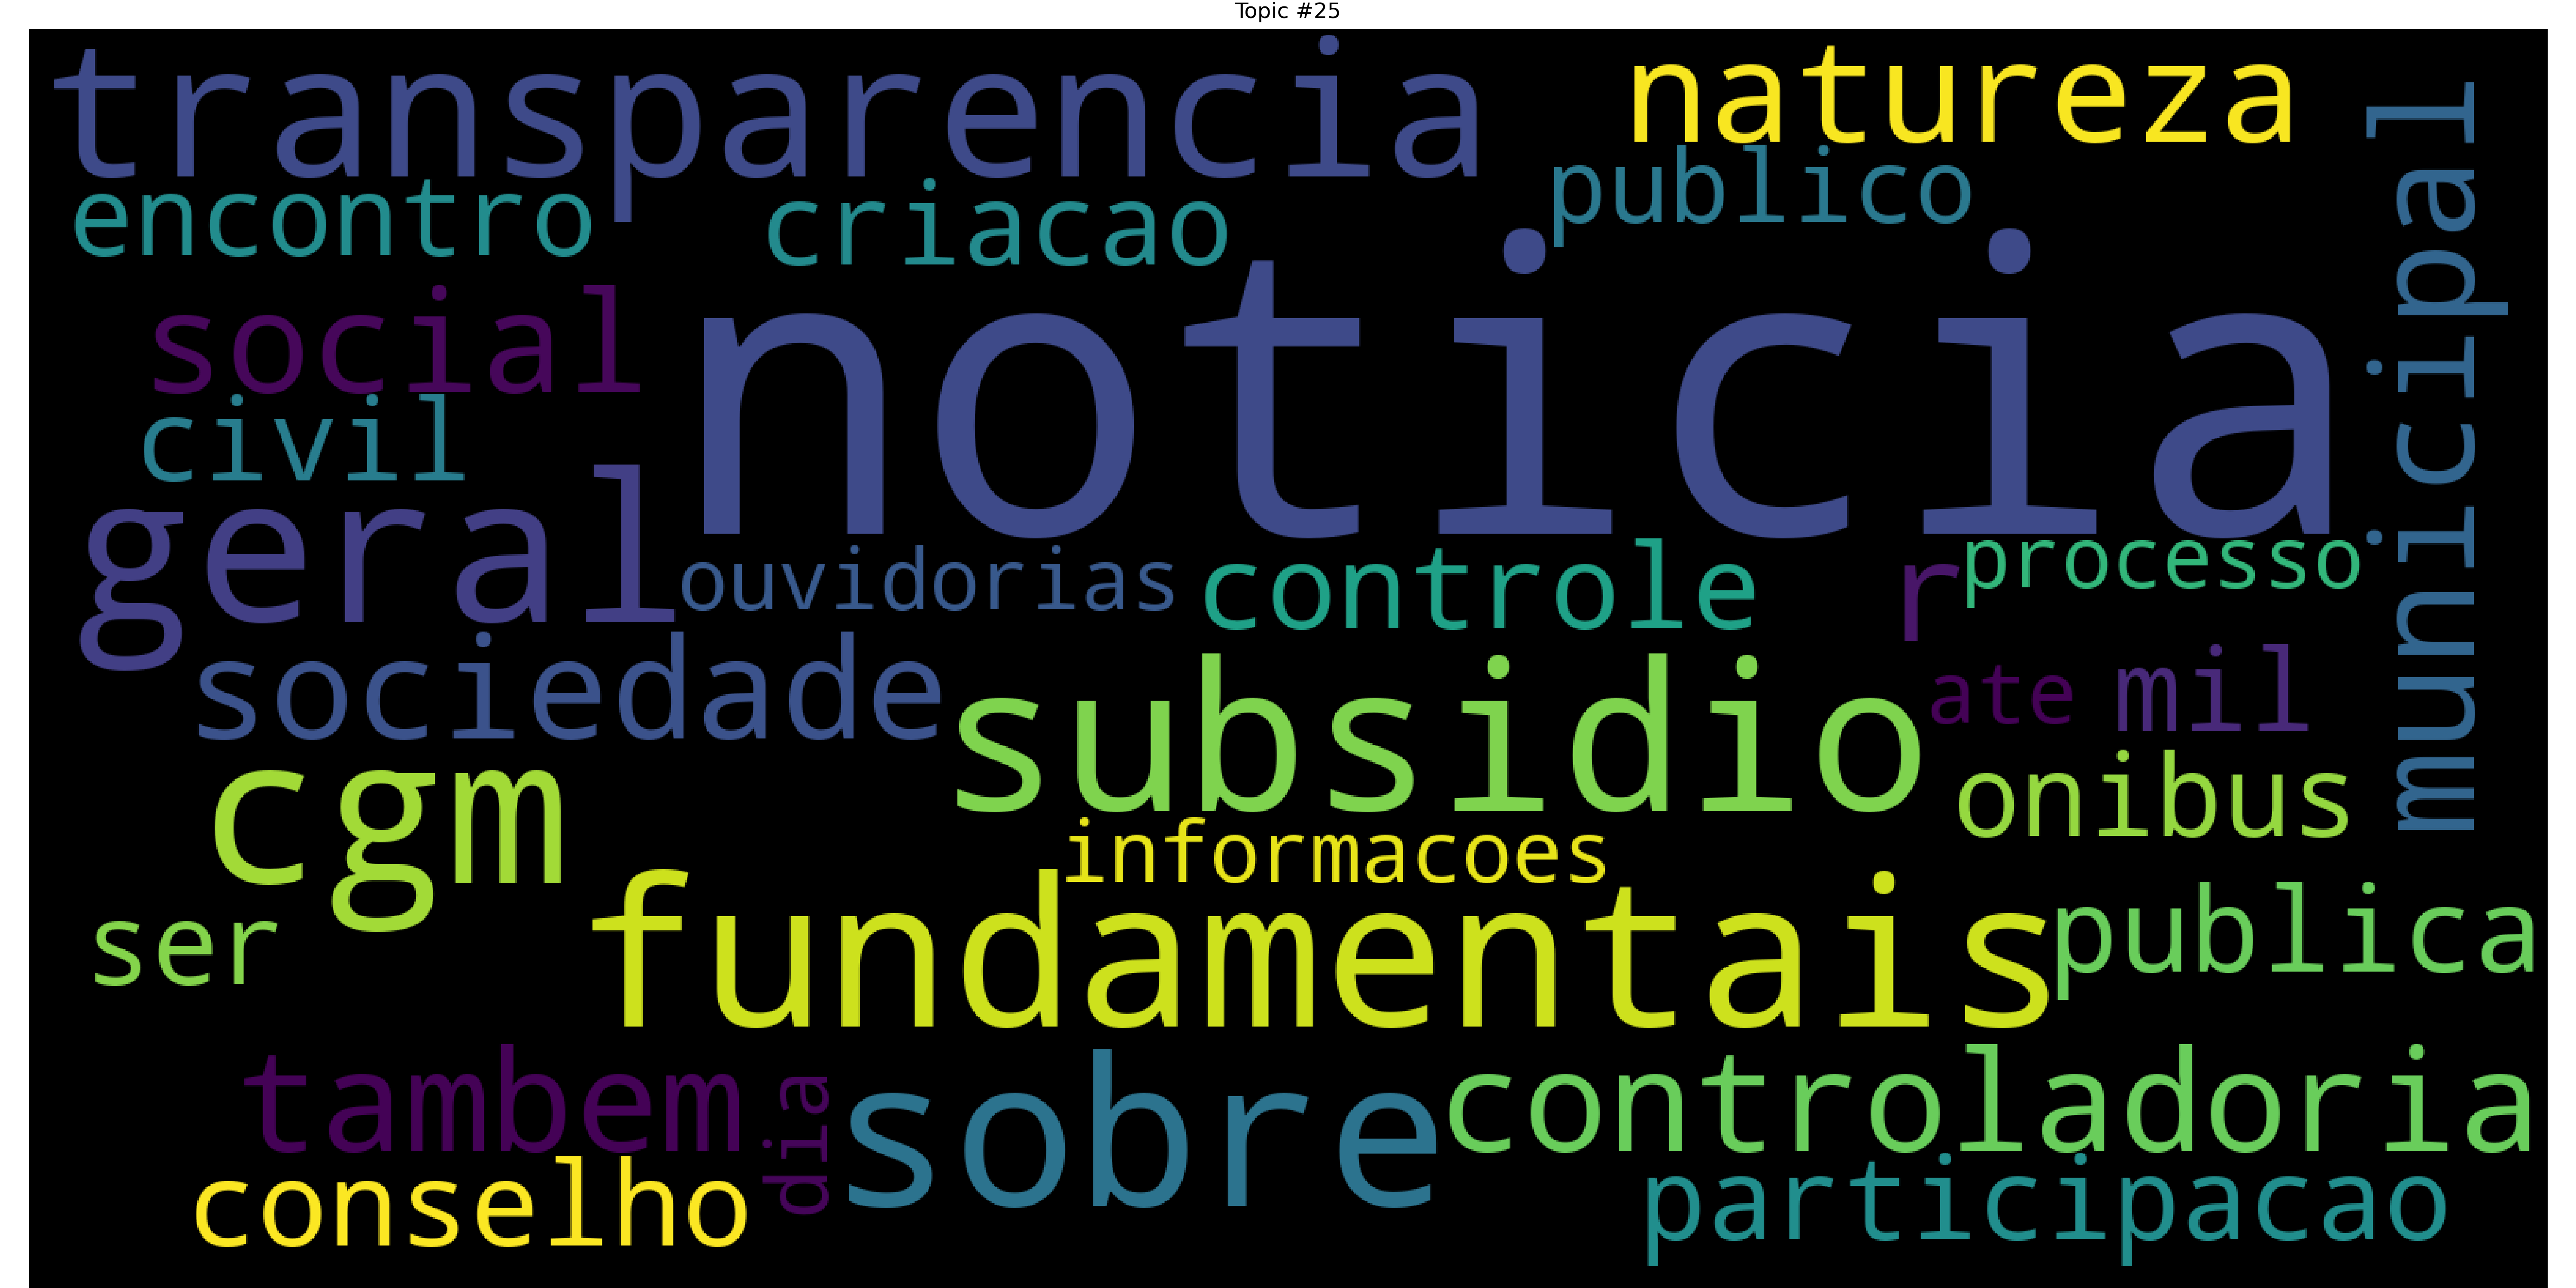 Topic #25
transparencia
natureza
municipal
publico
encontro
criacao
social
noticia
civil
geral
ouvidorias
controle
r
processo
sociedade
subsidio
ate
mil
cgm
onibus
informacoes
fundamentais
publica
ser
tambem
dia
sobre
controladoria
conselho
participacao